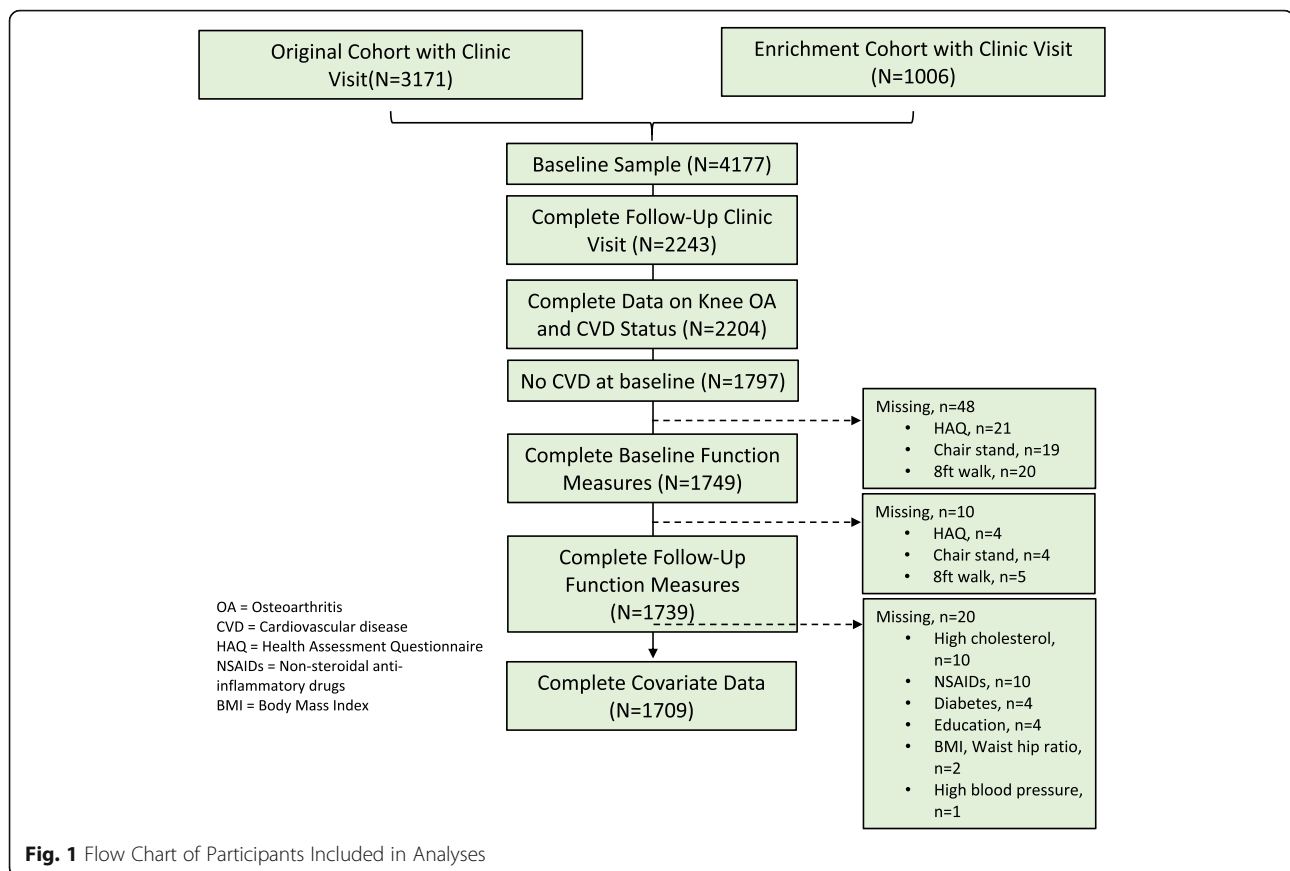 Original Cohort with Clinic
Visit(N=3171)
Enrichment Cohort with Clinic Visit
(N=1006)
Baseline Sample (N=4177)
Complete Follow-Up Clinic
Visit (N=2243)
Complete Data on Knee OA
and CVD Status (N=2204)
No CVD at baseline (N=1797)
Missing, n=48
• HAQ, n=21
• Chair stand, n=19
• 8ft walk, n=20
Complete Baseline Function
Measures (N=1749)
Missing, n=10
• HAQ, n=4
• Chair stand, n=4
• 8ft walk, n=5
Complete Follow-Up
Function Measures
(N=1739)
Missing, n=20
• High cholesterol,
n=10
• NSAIDs, n=10
• Diabetes, n=4
• Education, n=4
• BMI, Waist hip ratio,
n=2
• High blood pressure,
n=1
Complete Covariate Data
(N=1709)
OA = Osteoarthritis
CVD = Cardiovascular disease
HAQ = Health Assessment Questionnaire
NSAIDs = Non-steroidal anti-
inflammatory drugs
BMI = Body Mass Index
Fig. 1 Flow Chart of Participants Included in Analyses